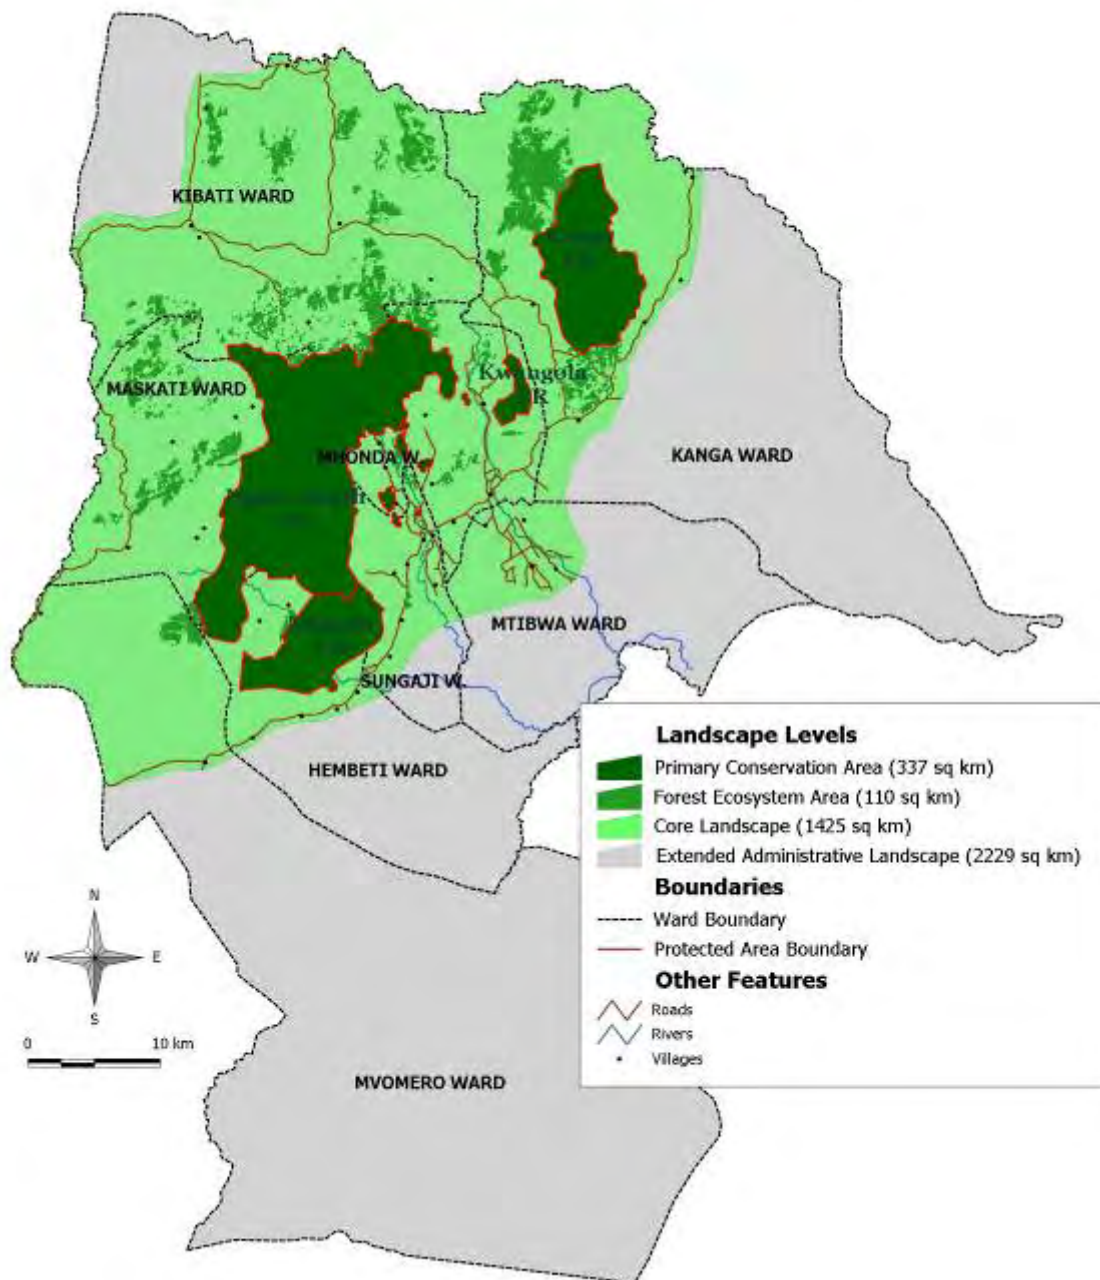 KIBATI WARD
MASKATI WARD
Kwangola
R
MHONDA W.
KANGA WARD
MTIBWA WARD
SUNGAJI W.
HEMBETI WARD
MVOMERO WARD
N
W
E
S
0
10 km
Landscape Levels
Primary Conservation Area (337 sq km)
Forest Ecosystem Area (110 sq km)
Core Landscape (1425 sq km)
Extended Administrative Landscape (2229 sq km)
Boundaries
Ward Boundary
Protected Area Boundary
Other Features
Roads
Rivers
Villages